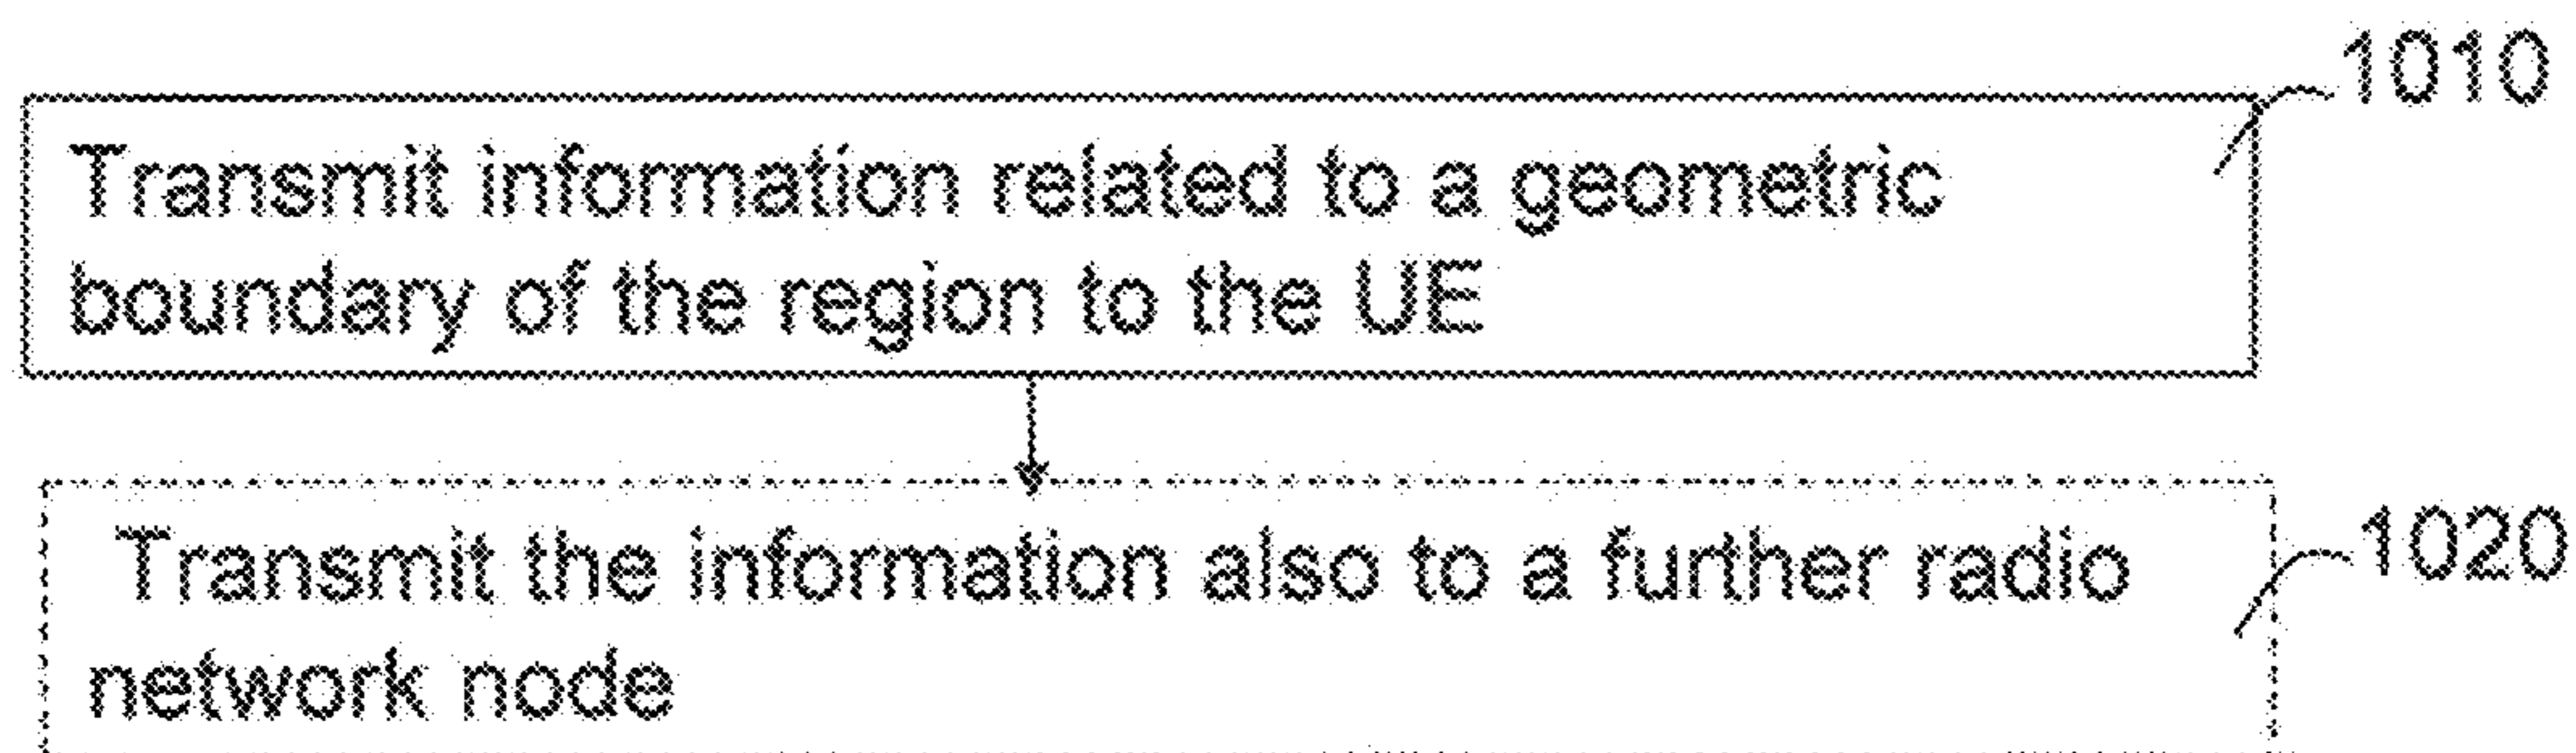 1010
Transmit information related to a geometric
boundary of the region to the UE
Transmit the information also to a further radio
1020
network node